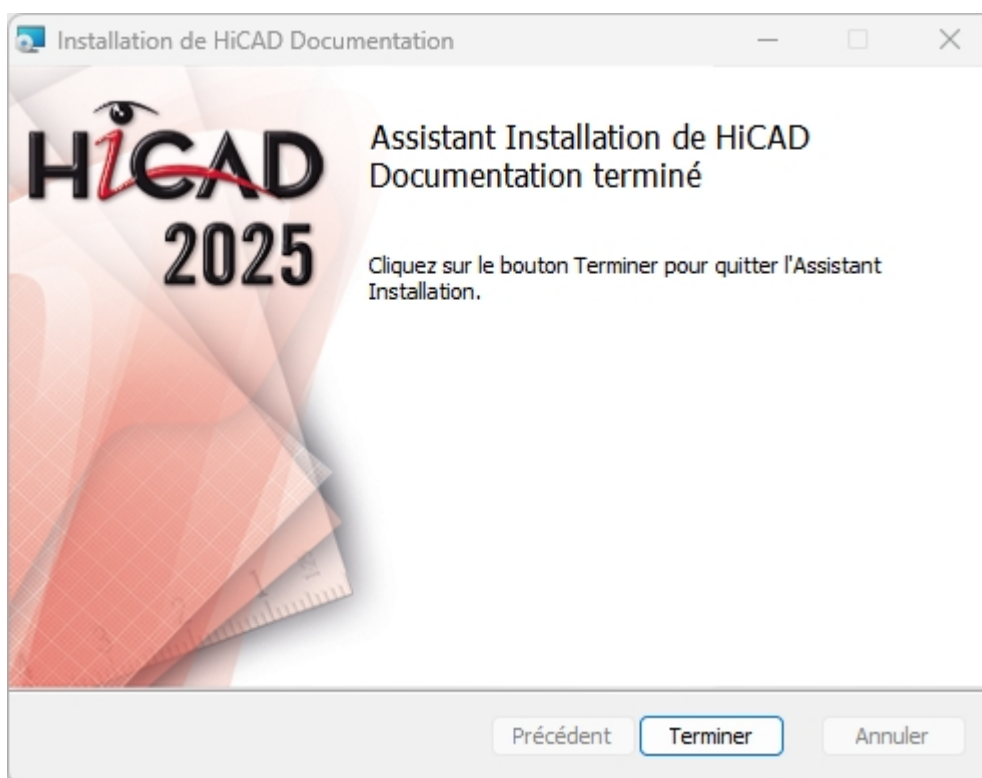 Installation de HiCAD Documentation
HiCAD
2025
Assistant Installation de HiCAD
Documentation terminé
Cliquez sur le bouton Terminer pour quitter l'Assistant
Installation.
Précédent
Terminer
Annuler